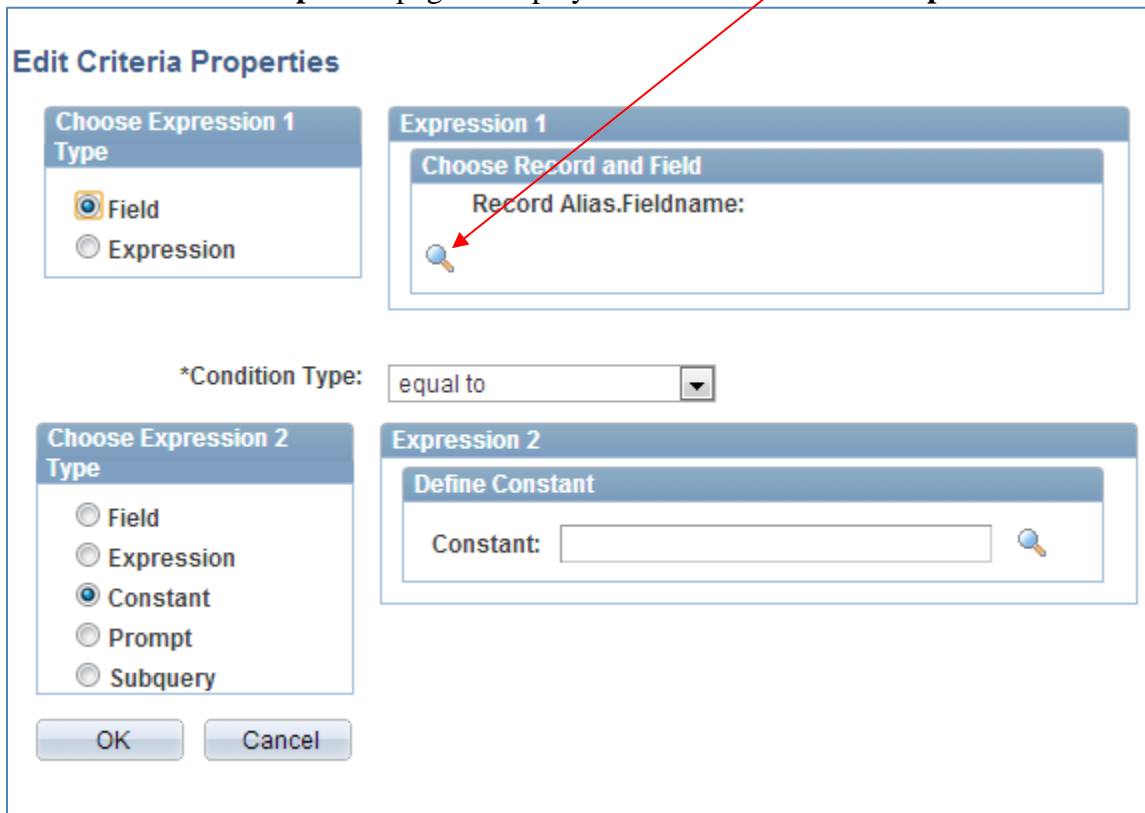 Edit Criteria Properties
Choose Expression 1
Type
Field
Expression
Expression 1
Choose Record and Field
Record Alias.Fieldname:
*Condition Type:
equal to
Choose Expression 2
Type
Field
Expression
Constant
Prompt
Subquery
Expression 2
Define Constant
Constant:
OK
Cancel